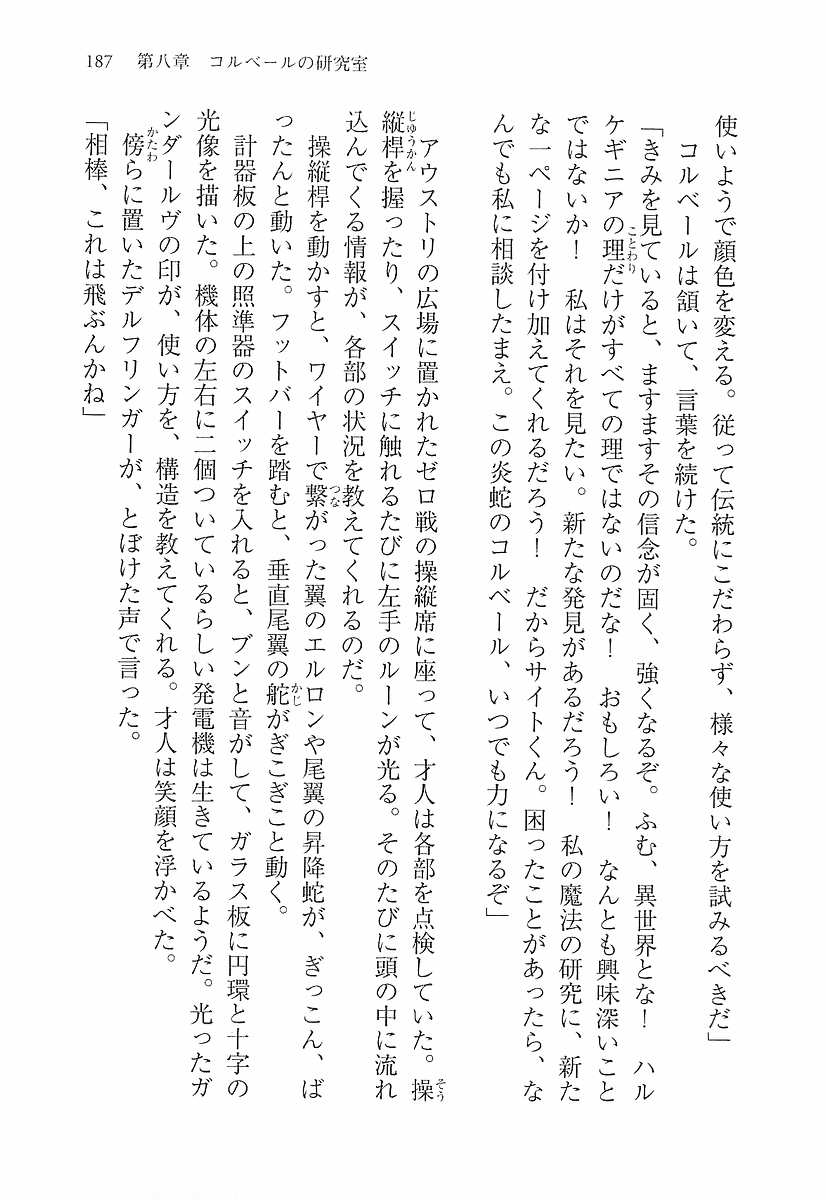 187　第八章　コルベールの研究室
使いようで顔色を変える。従って伝統にこだわらず、様々な使い方を試みるべきだ」
　コルベールは頷いて、言葉を続けた。
「きみを見ていると、ますますその信念が固く、強くなるぞ。ふむ、異世界とな！　ハル
ケギニアの理だけがすべての理ではないのだな！　おもしろい！　なんとも興味深いこと
ではないか！　私はそれを見たい。新たな発見があるだろう！　私の魔法の研究に、新た
な一ページを付け加えてくれるだろう！　だからサイトくん。困ったことがあったら、な
んでも私に相談したまえ。この炎蛇のコルベール、いつでも力になるぞ」
　アウストリの広場に置かれたゼロ戦の操縦席に座って、才人は各部を点検していた。操
縦桿を握ったり、スイッチに触れるたびに左手のルーンが光る。そのたびに頭の中に流れ
込んでくる情報が、各部の状況を教えてくれるのだ。
　操縦桿を動かすと、ワイヤーで繋がった翼のエルロンや尾翼の昇降蛇が、ぎっこん、ば
ったんと動いた。フットバーを踏むと、垂直尾翼の舵がぎこぎこと動く。
　計器板の上の照準器のスイッチを入れると、ブンと音がして、ガラス板に円環と十字の
光像を描いた。機体の左右に二個ついているらしい発電機は生きているようだ。光ったガ
ンダールヴの印が、使い方を、構造を教えてくれる。才人は笑顔を浮かべた。
　傍らに置いたデルフリンガーが、とぼけた声で言った。
「相棒、これは飛ぶんかね」